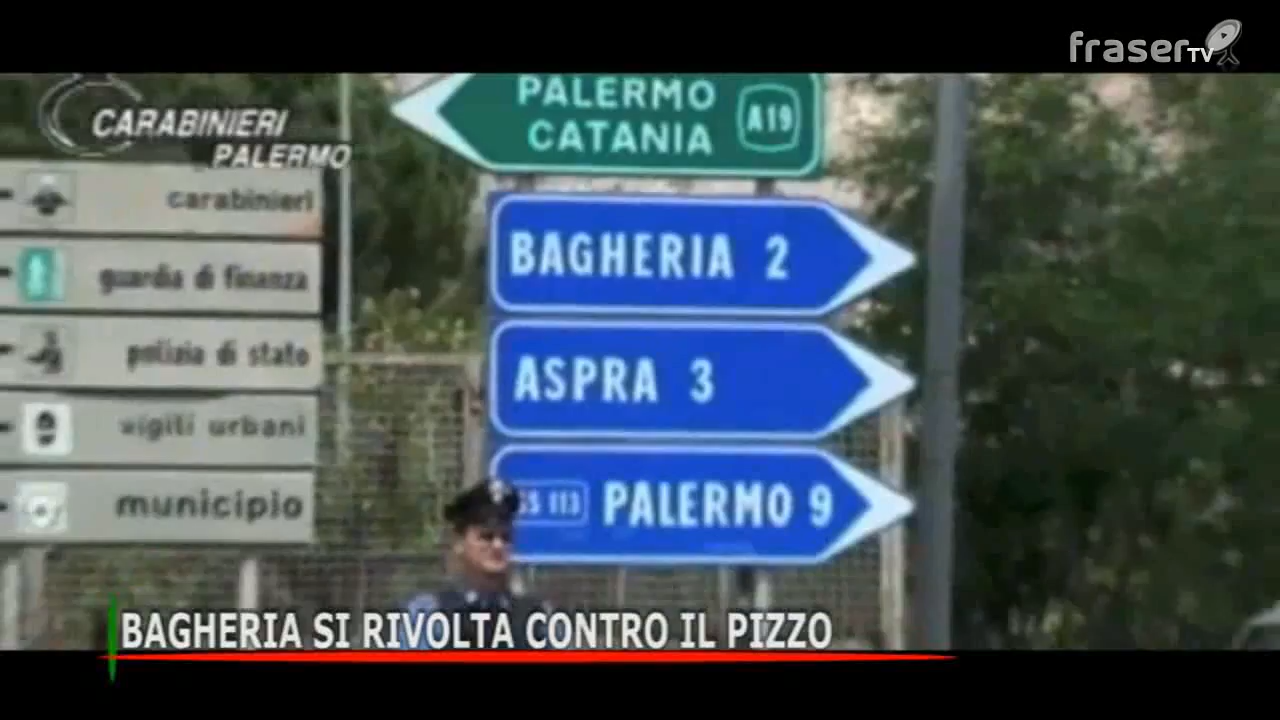 fraser TV
CARABINIERI
PALERMO
PALERMO
CATANIA
A19
carabinieri
guardia di finanza
polizia di stato
vigili urbani
municipio
BAGHERIA 2
ASPRA 3
SS 113 PALERMO 9
BAGHERIA SI RIVOLTA CONTRO IL PIZZO